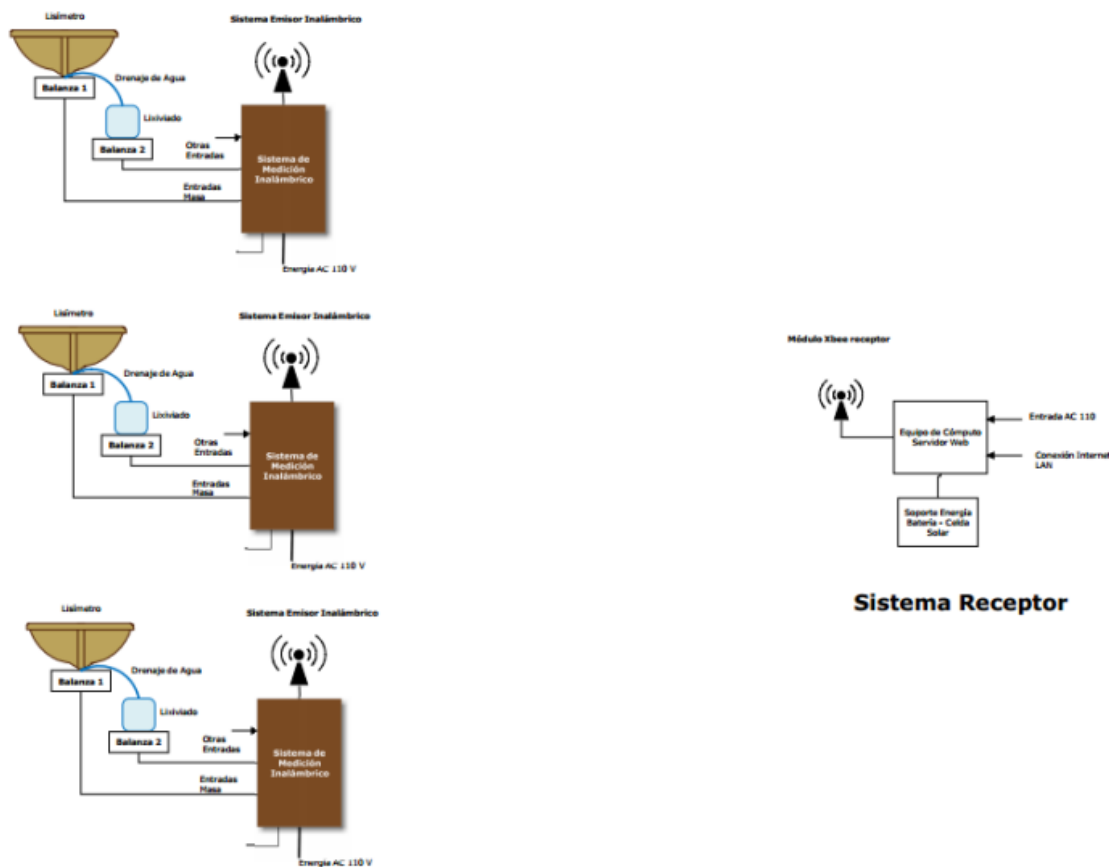 Lisímetro
Sistema Emisor Inalámbrico
Balanza 1
Drenaje de Agua
Lixiviado
Balanza 2
Otras
Entradas
Sistema de
Medición
Inalámbrico
Entradas
Masa
Energía AC 110 V
Lisímetro
Sistema Emisor Inalámbrico
Balanza 1
Drenaje de Agua
Lixiviado
Balanza 2
Otras
Entradas
Sistema de
Medición
Inalámbrico
Entradas
Masa
Energía AC 110 V
Lisímetro
Sistema Emisor Inalámbrico
Balanza 1
Drenaje de Agua
Lixiviado
Balanza 2
Otras
Entradas
Sistema de
Medición
Inalámbrico
Entradas
Masa
Energía AC 110 V
Módulo Xbee receptor
Equipo de Cómputo
Servidor Web
Entrada AC 110
Conexión Internet
LAN
Soporte Energía
Batería - Celda
Solar
Sistema Receptor